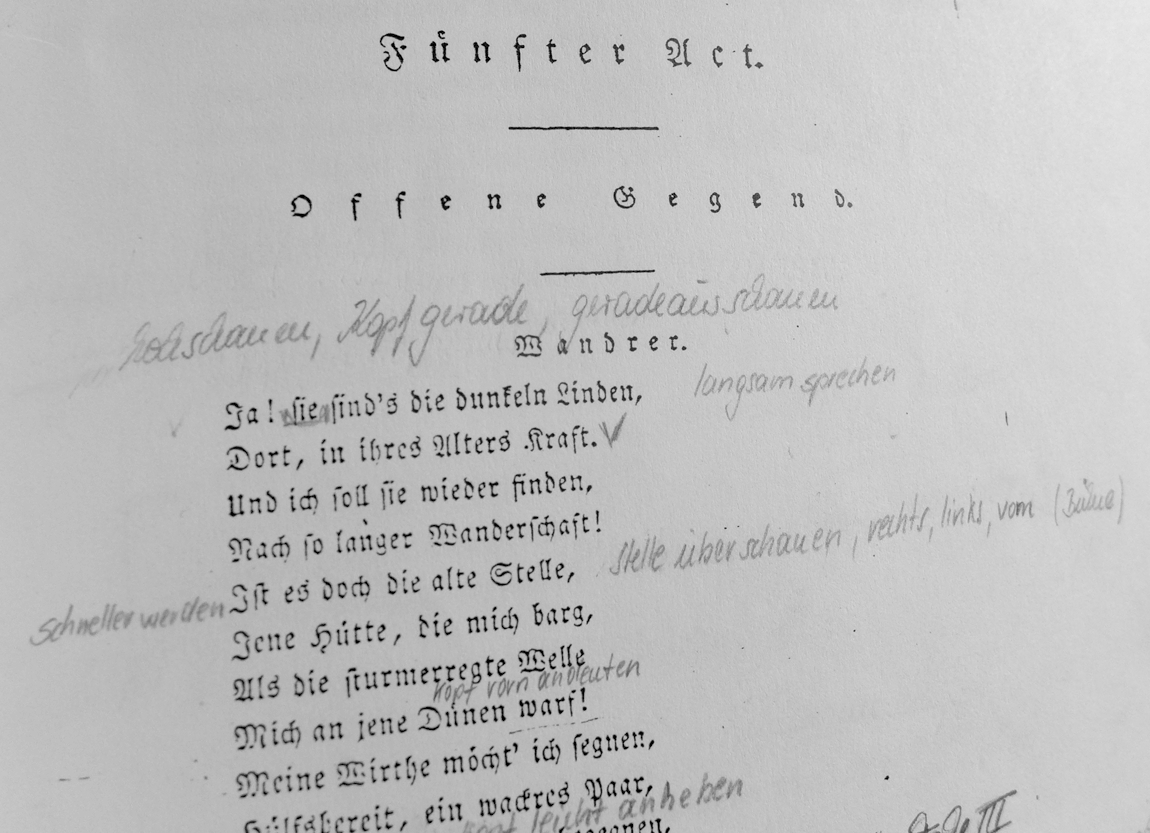 Fünfter Act.
Offene Gegend.
hochschauen, Kopf gerade, geradeaus schauen
Wandrer.
Ja! sie sind's die dunkeln Linden,
langsam sprechen
Dort, in ihres Alters Kraft.
Und ich soll sie wieder finden,
Nach so langer Wanderschaft!
stelle überschauen, rechts, links, vorn (Bühne)
schneller werden
Ist es doch die alte Stelle,
Jene Hütte, die mich barg,
Als die sturmerregte Welle
Kopf vorn andeuten
Mich an jene Dünen warf!
Meine Wirthe möcht' ich segnen,
Hülfsbereit, ein wackres Paar,
Kopf leicht anheben